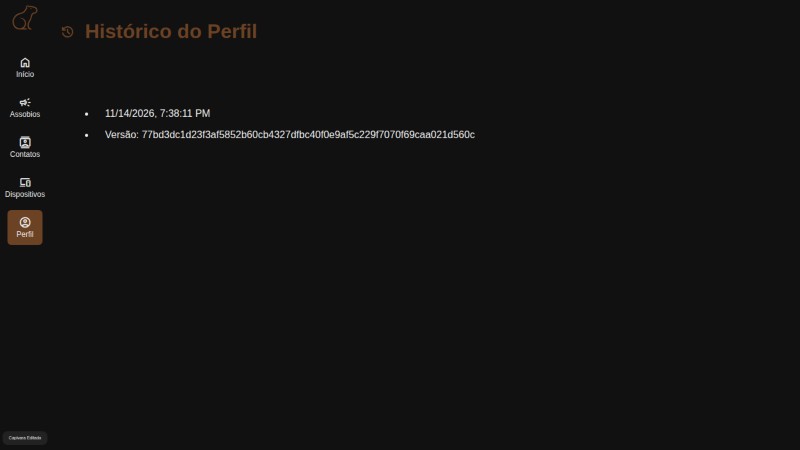 Histórico do Perfil
Início
Assobios
Contatos
Dispositivos
Perfil
11/14/2026, 7:38:11 PM
Versão: 77bd3dc1d23f3af5852b60cb4327dfbc40f0e9af5c229f7070f69caa021d560c
Capivara Editada